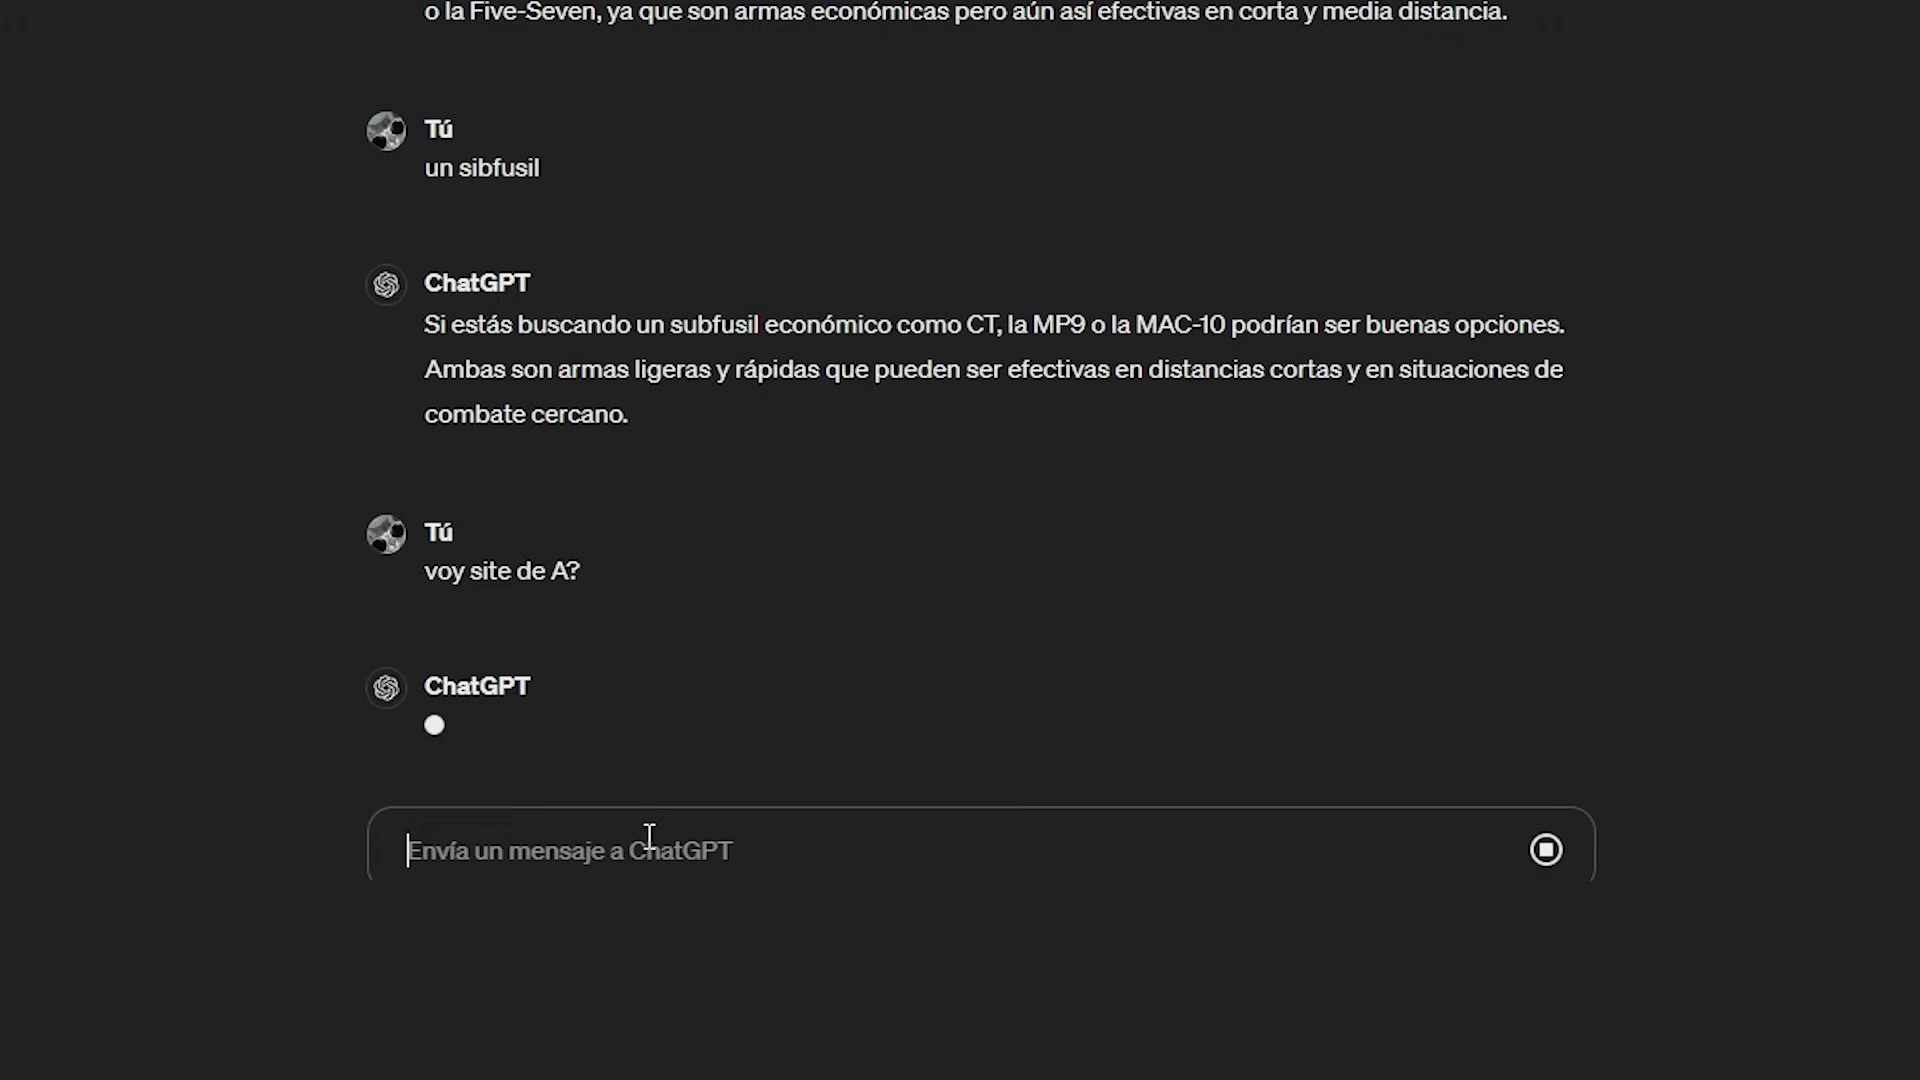 o la Five-Seven, ya que son armas económicas pero aún así efectivas en corta y media distancia.
Tú
un sibfusil
ChatGPT
Si estás buscando un subfusil económico como CT, la MP9 o la MAC-10 podrían ser buenas opciones.
Ambas son armas ligeras y rápidas que pueden ser efectivas en distancias cortas y en situaciones de
combate cercano.
Tú
voy site de A?
ChatGPT
Envía un mensaje a ChatGPT